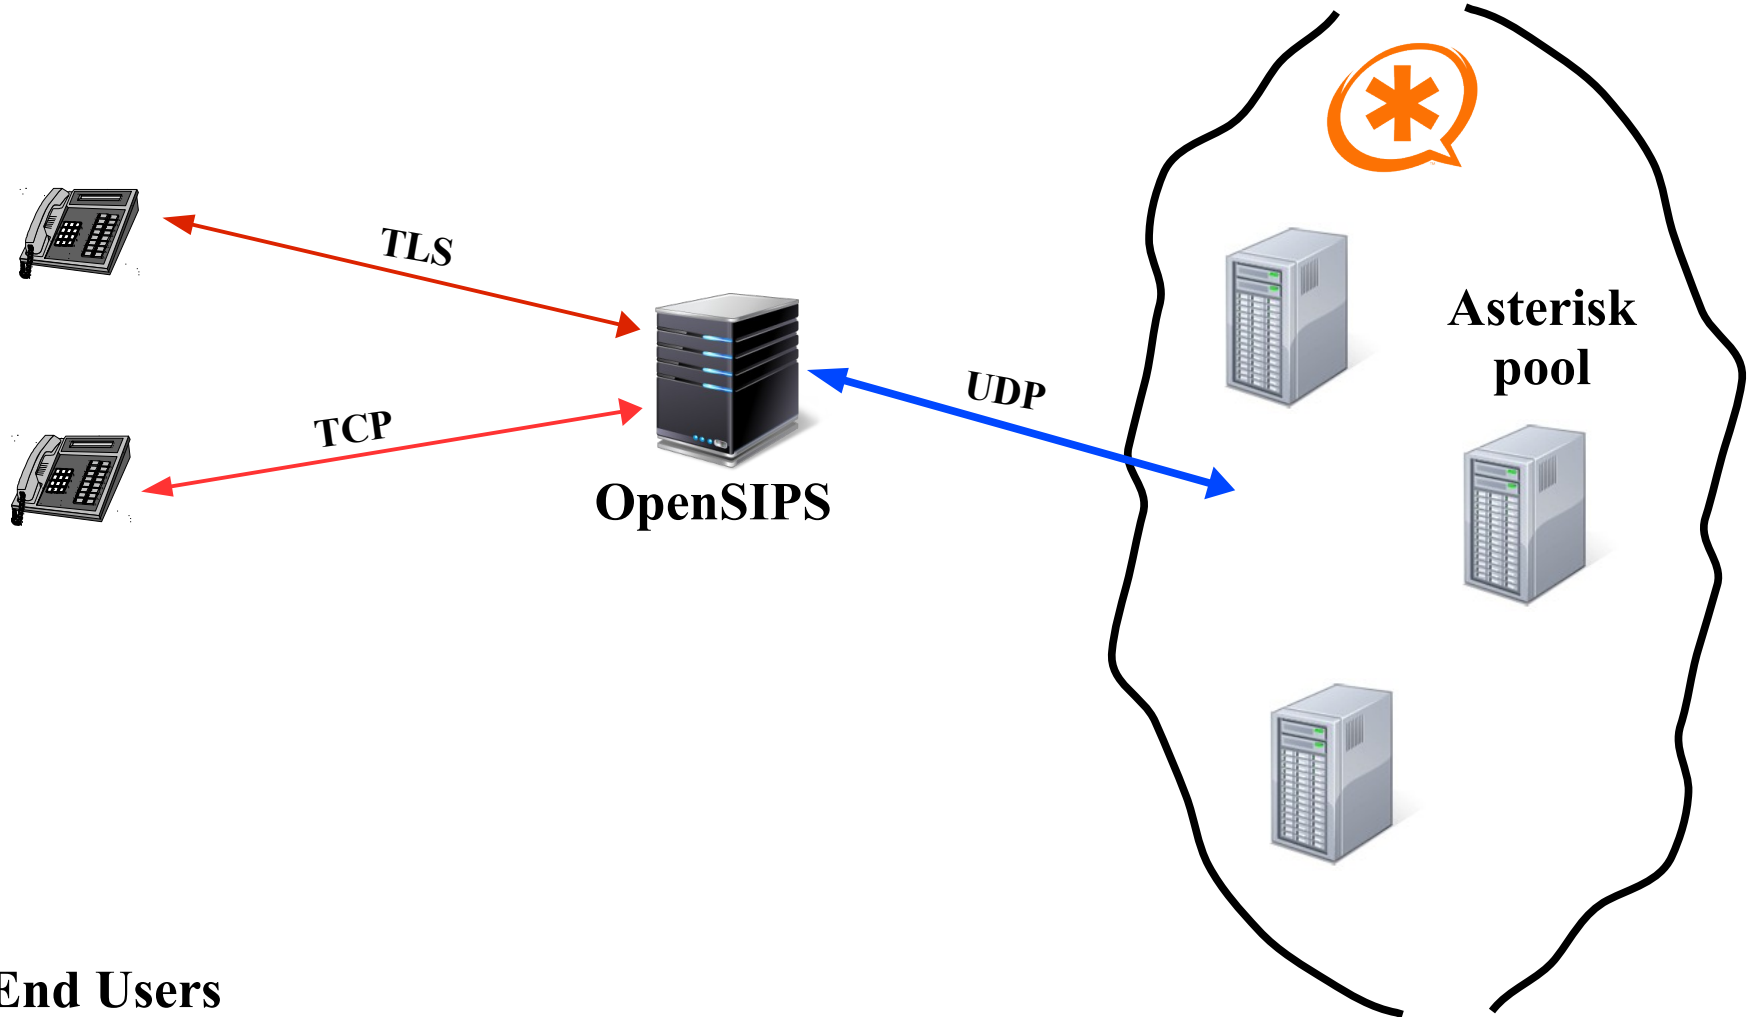 TLS
Asterisk
pool
UDP
TCP
OpenSIPS
End Users